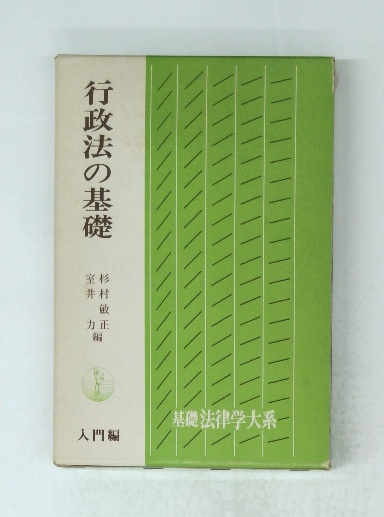 行政法の基礎
杉村敏正
室井力編
入門編
基礎法律学大系